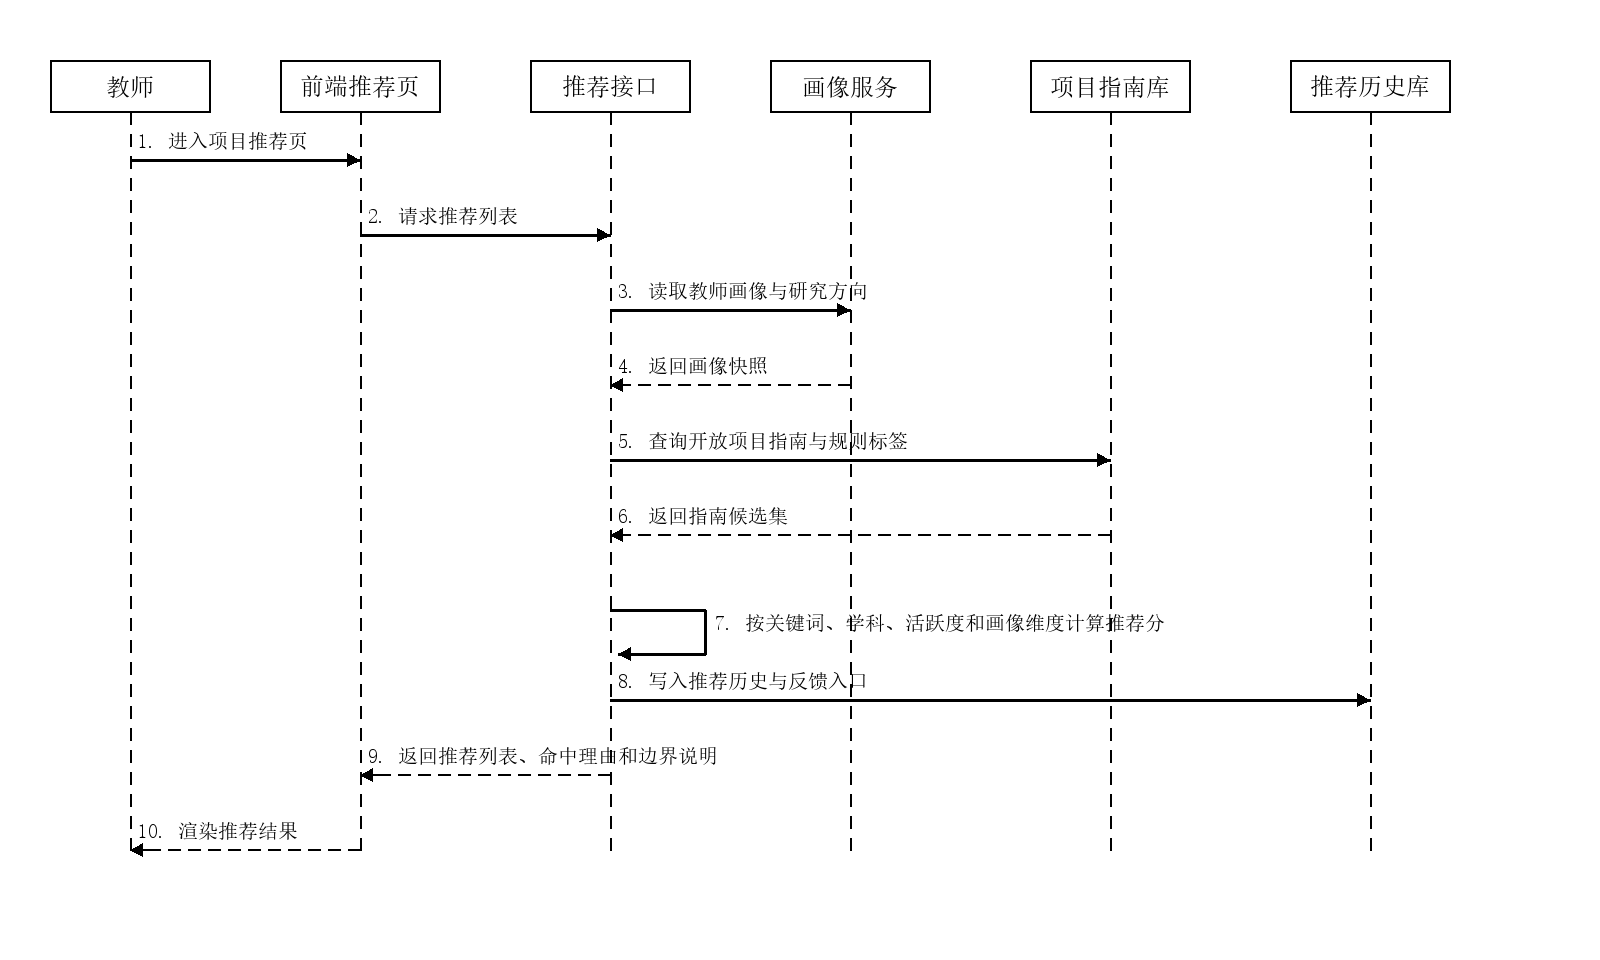 教师
前端推荐页
推荐接口
画像服务
项目指南库
推荐历史库
1. 进入项目推荐页
2. 请求推荐列表
3. 读取教师画像与研究方向
4. 返回画像快照
5. 查询开放项目指南与规则标签
6. 返回指南候选集
7. 按关键词、学科、活跃度和画像维度计算推荐分
8. 写入推荐历史与反馈入口
9. 返回推荐列表、命中理由和边界说明
10. 渲染推荐结果